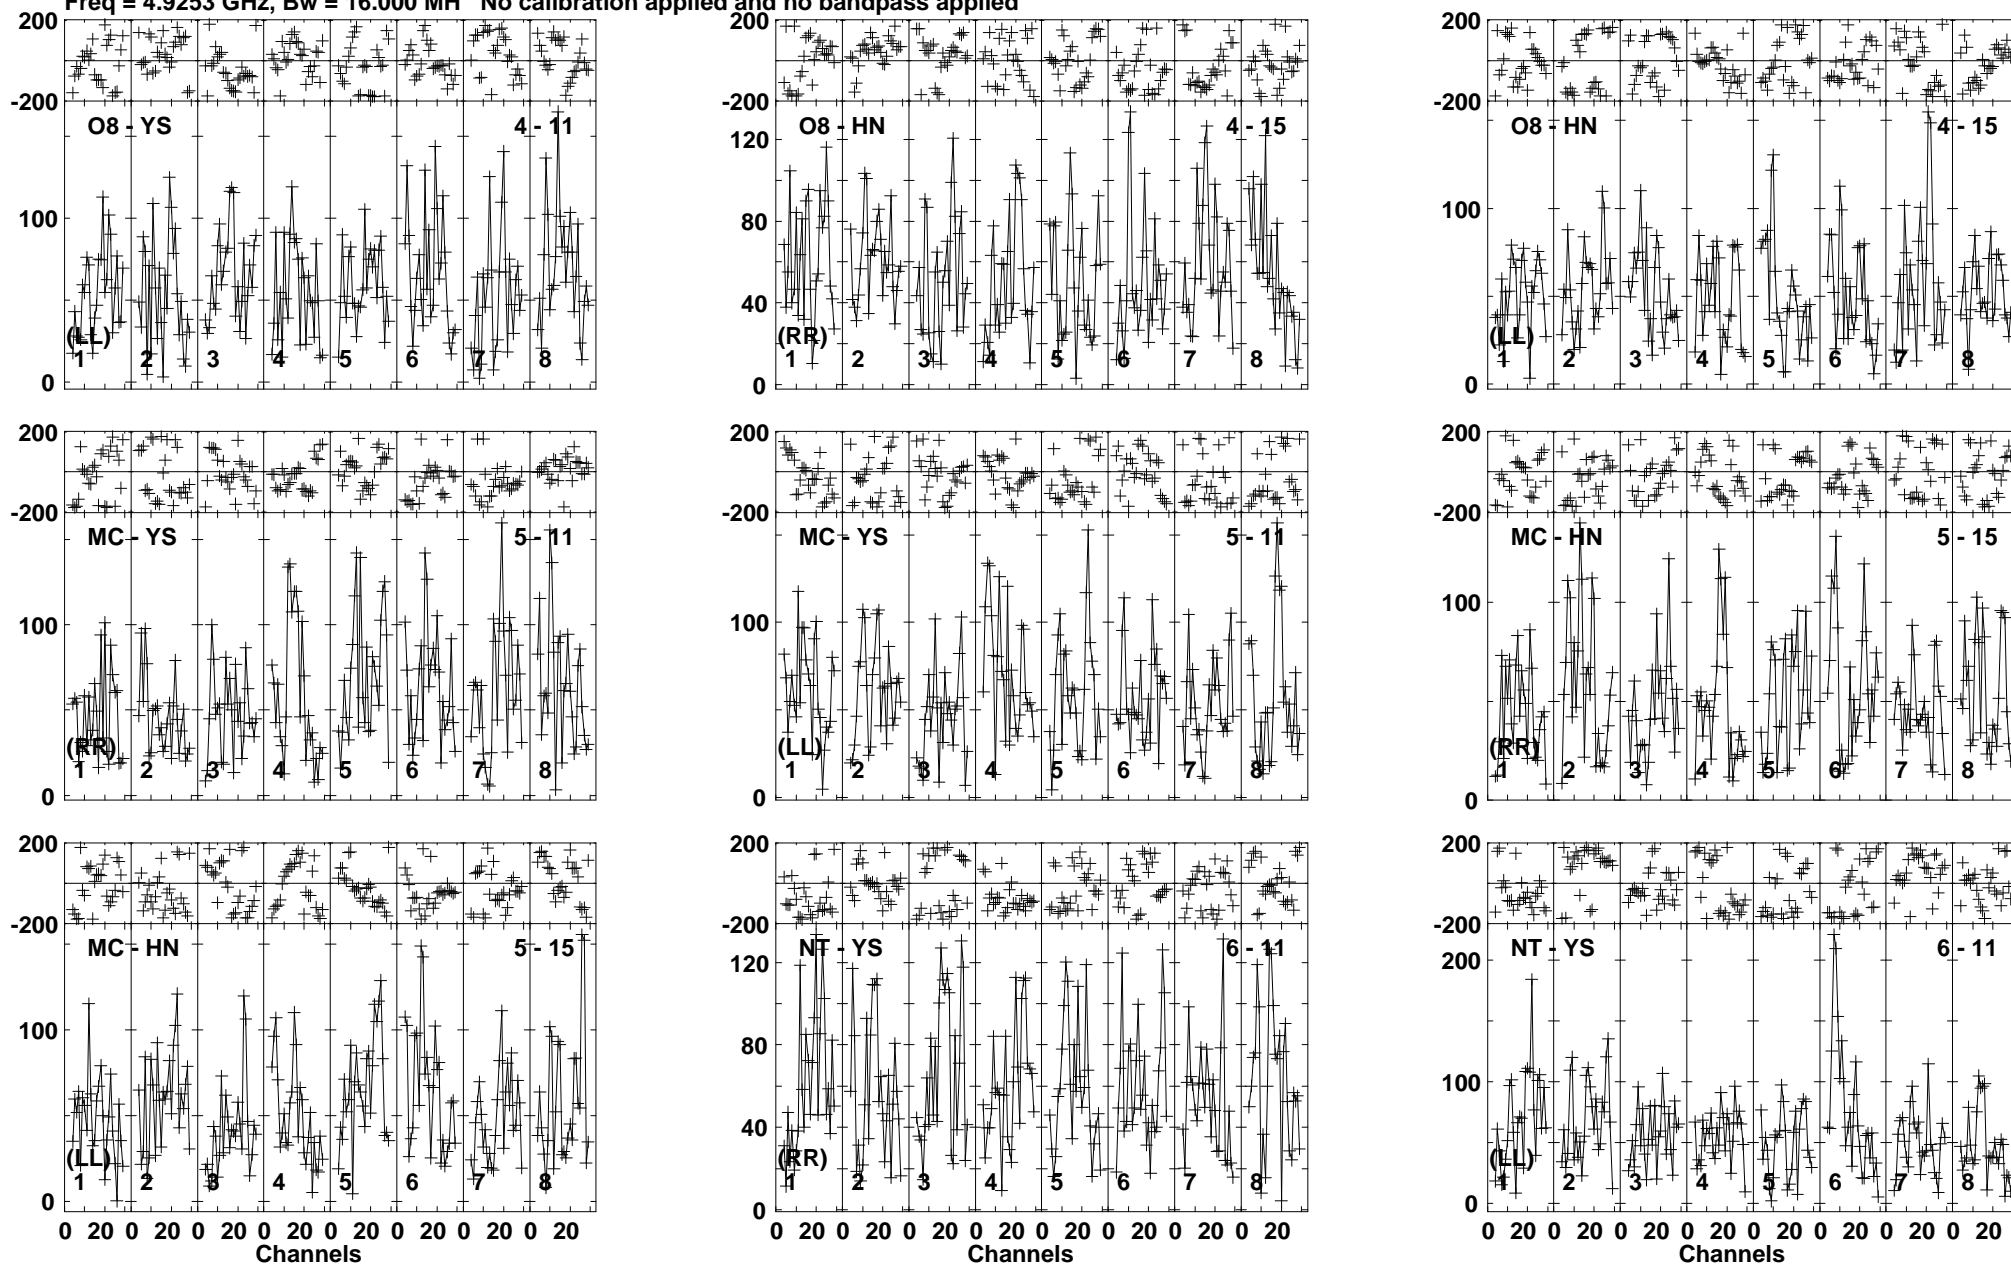 Freq = 4.9253 GHz, Bw = 16.000 MH No calibration applied and no bandpass applied
200 200 200
-200 -200 -200
O8 - YS 4 - 11 O8 - HN 4 - 15 O8 - HN 4 - 15
120
100 100
80
40
(LL) (RR) (LL)
1 2 3 4 5 6 7 8 1 2 3 4 5 6 7 8 1 2 3 4 5 6 7 8
0 0 0
200 200 200
-200 -200 -200
MC - YS 5 - 11 MC - YS 5 - 11 MC - HN 5 - 15
100 100 100
(RR) (LL) (RR)
1 2 3 4 5 6 7 8 1 2 3 4 5 6 7 8 1 2 3 4 5 6 7 8
0 0 0
200 200 200
-200 -200 -200
MC - HN 5 - 15 NT - YS 6 - 11 NT - YS 6 - 11
120 200
100
80 100
40
(LL) (RR) (LL)
1 2 3 4 5 6 7 8 1 2 3 4 5 6 7 8 1 2 3 4 5 6 7 8
0 0 0
0 20 0 20 0 20 0 20 0 20 0 20 0 20 0 20 0 20 0 20 0 20 0 20 0 20 0 20 0 20 0 20 0 20 0 20 0 20 0 20 0 20 0 20 0 20 0 20
Channels Channels Channels